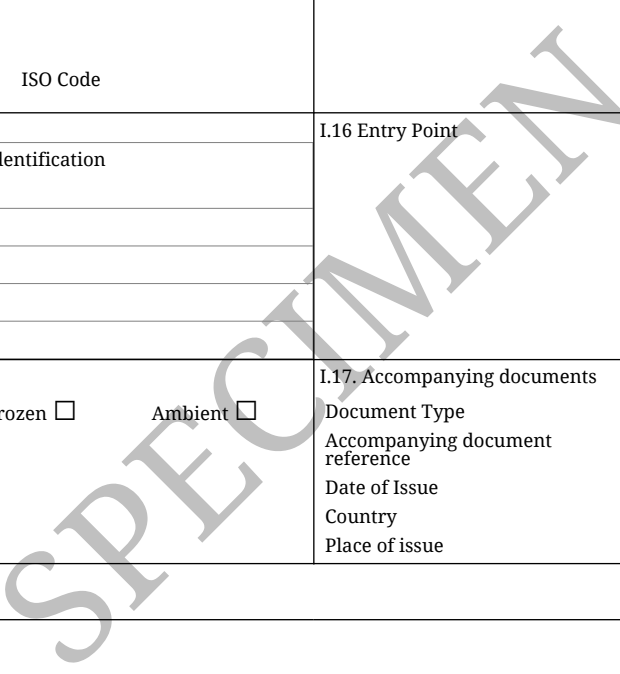 ISO Code
I.16 Entry Point
dentification
I.17. Accompanying documents
rozen ☐ Ambient ☐
Document Type
Accompanying document
reference
Date of Issue
Country
Place of issue
SPECIMEN